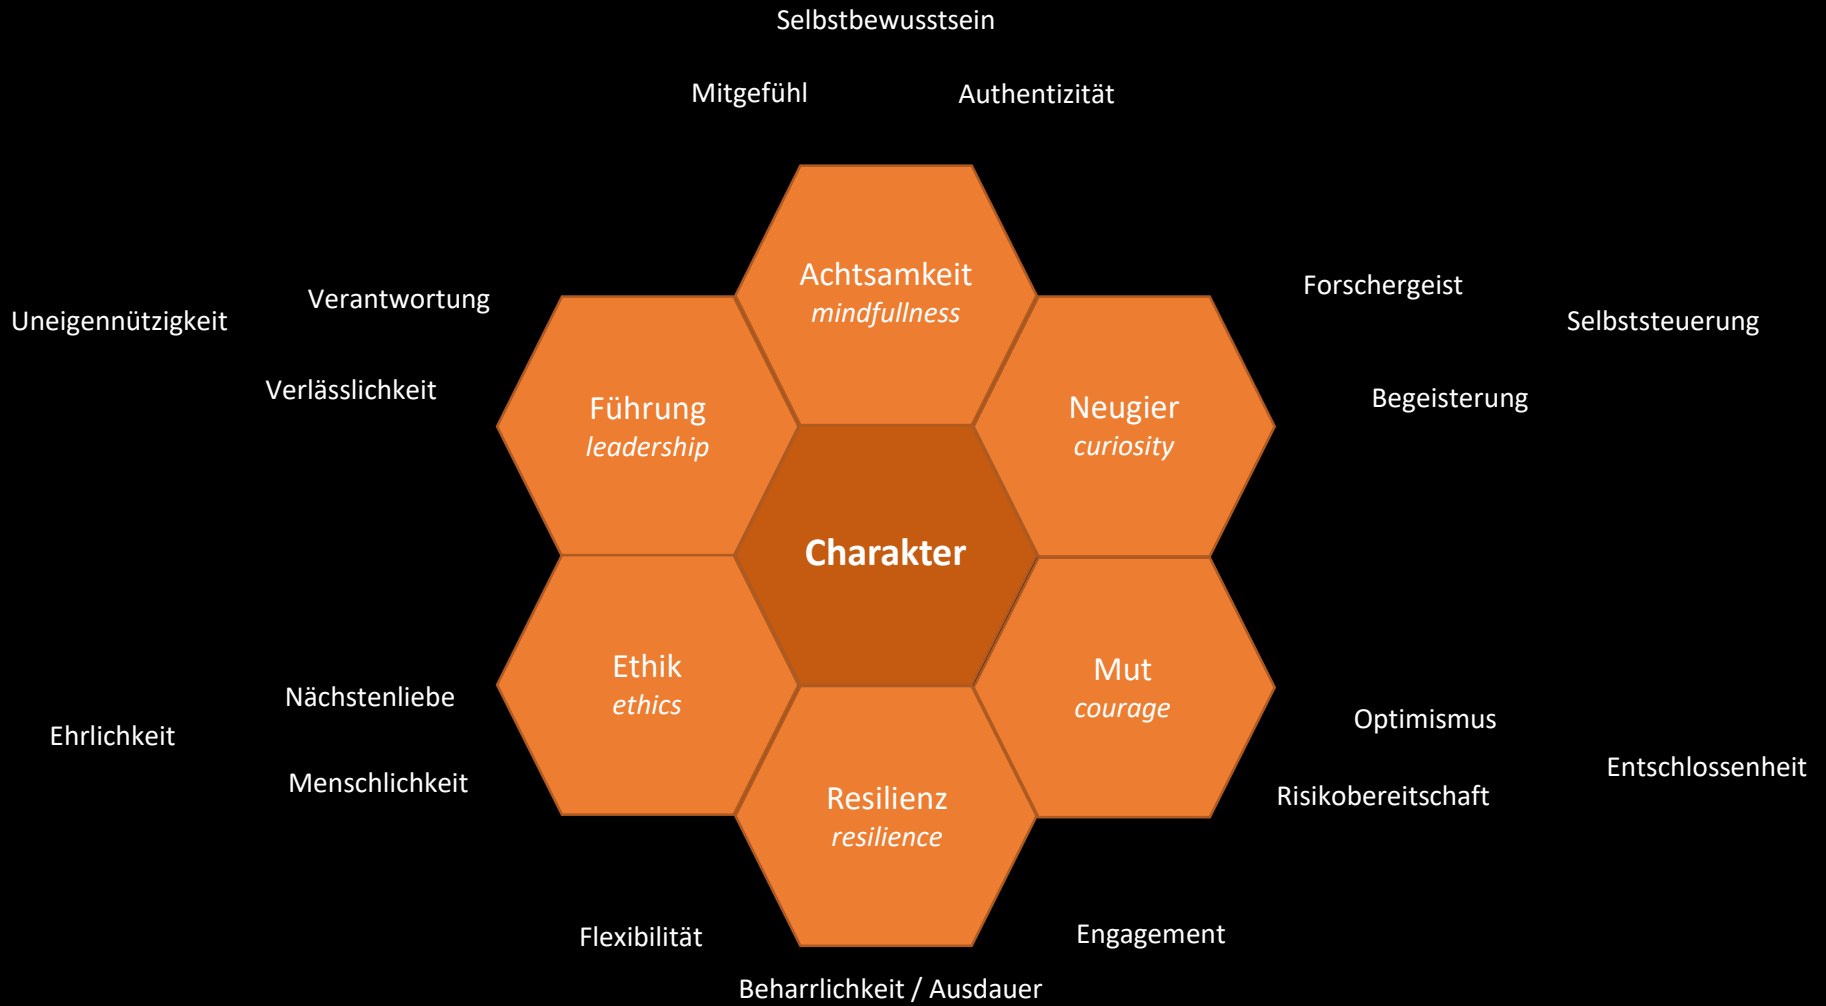 Selbstbewusstsein
Mitgefühl
Authentizität
Achtsamkeit
mindfullness
Forschergeist
Selbststeuerung
Begeisterung
Verantwortung
Uneigennützigkeit
Verlässlichkeit
Führung
leadership
Neugier
curiosity
Charakter
Ethik
ethics
Mut
courage
Nächstenliebe
Ehrlichkeit
Menschlichkeit
Optimismus
Entschlossenheit
Risikobereitschaft
Resilienz
resilience
Flexibilität
Engagement
Beharrlichkeit / Ausdauer